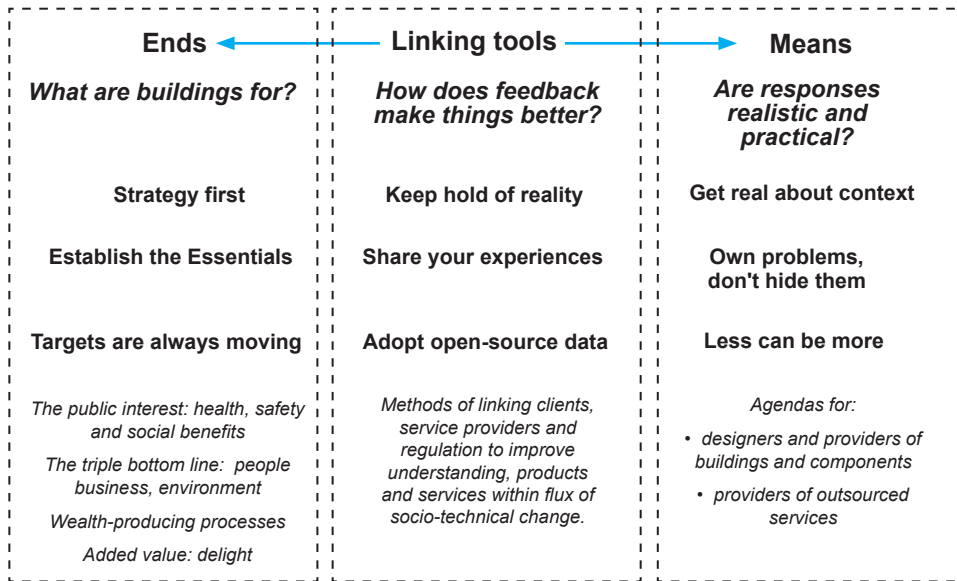 Ends
What are buildings for?
Strategy first
Establish the Essentials
Targets are always moving
The public interest: health, safety
and social benefits
The triple bottom line: people
business, environment
Wealth-producing processes
Added value: delight
Linking tools
How does feedback
make things better?
Keep hold of reality
Share your experiences
Adopt open-source data
Methods of linking clients,
service providers and
regulation to improve
understanding, products
and services within flux of
socio-technical change.
Means
Are responses
realistic and
practical?
Get real about context
Own problems,
don't hide them
Less can be more
Agendas for:
• designers and providers of
buildings and components
• providers of outsourced
services